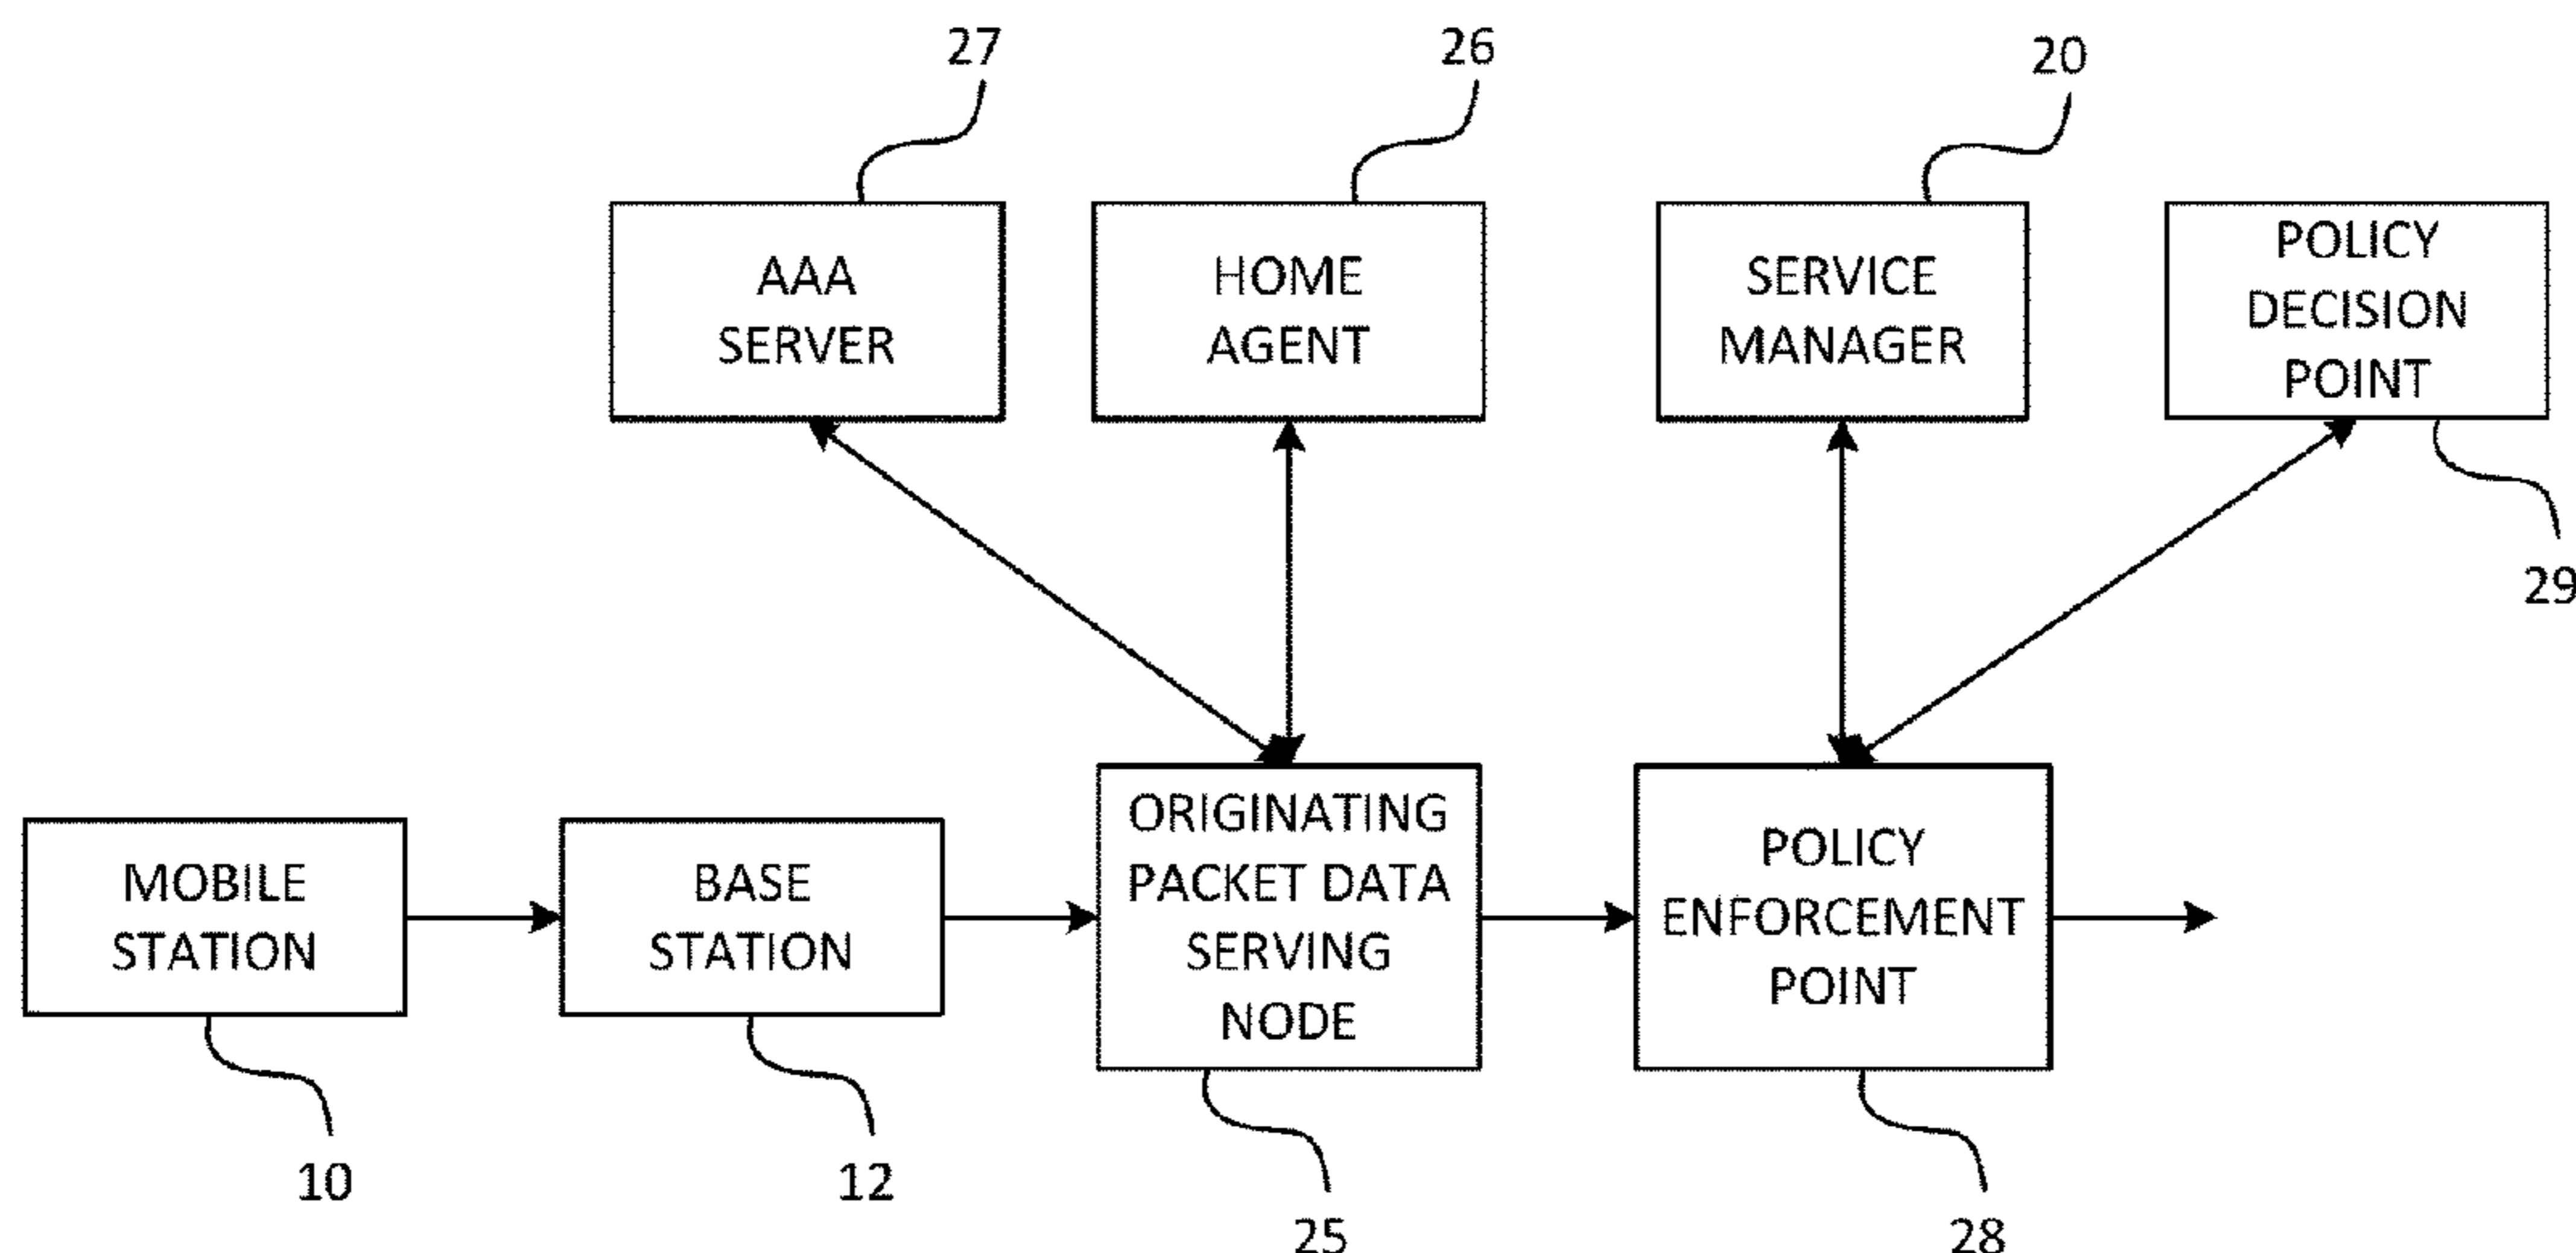 27
26
20
AAA
SERVER
HOME
AGENT
SERVICE
MANAGER
POLICY
DECISION
POINT
29
MOBILE
STATION
BASE
STATION
ORIGINATING
PACKET DATA
SERVING
NODE
POLICY
ENFORCEMENT
POINT
10
12
25
28